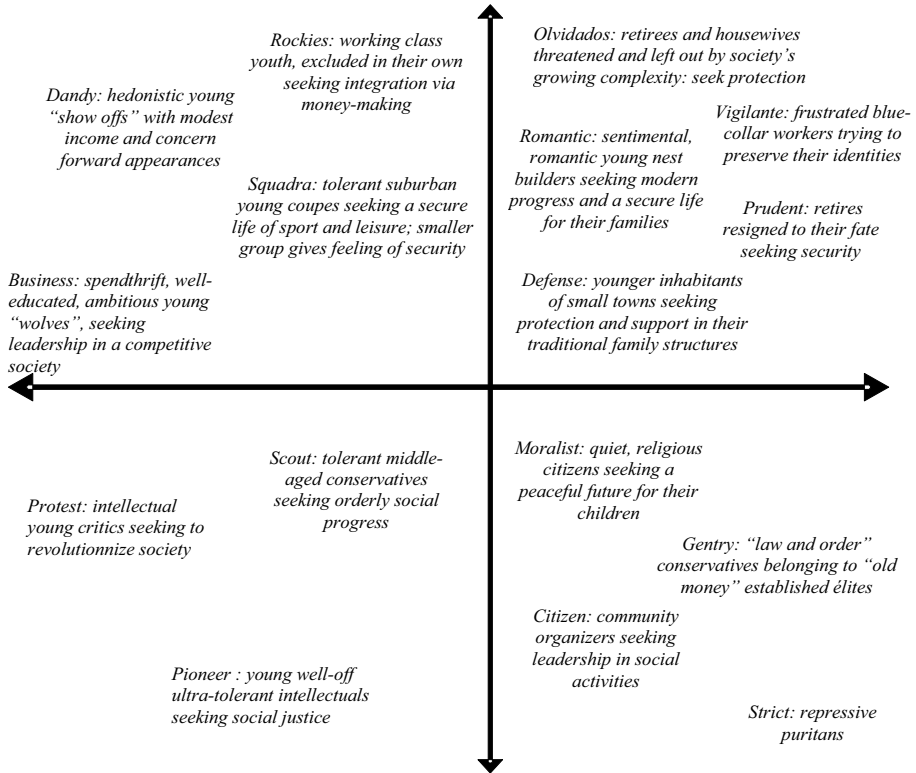 Rockies: working class
youth, excluded in their own
seeking integration via
money-making
Dandy: hedonistic young
“show offs” with modest
income and concern
forward appearances
Squadra: tolerant suburban
young coupes seeking a secure
life of sport and leisure; smaller
group gives feeling of security
Business: spendthrift, well-
educated, ambitious young
“wolves”, seeking
leadership in a competitive
society
Olvidados: retirees and housewives
threatened and left out by society’s
growing complexity: seek protection
Vigilante: frustrated blue-
collar workers trying to
preserve their identities
Romantic: sentimental,
romantic young nest
builders seeking modern
progress and a secure life
for their families
Prudent: retires
resigned to their fate
seeking security
Defense: younger inhabitants
of small towns seeking
protection and support in their
traditional family structures
Scout: tolerant middle-
aged conservatives
seeking orderly social
progress
Protest: intellectual
young critics seeking to
revolutionnize society
Pioneer : young well-off
ultra-tolerant intellectuals
seeking social justice
Moralist: quiet, religious
citizens seeking a
peaceful future for their
children
Gentry: “law and order”
conservatives belonging to “old
money” established élites
Citizen: community
organizers seeking
leadership in social
activities
Strict: repressive
puritans